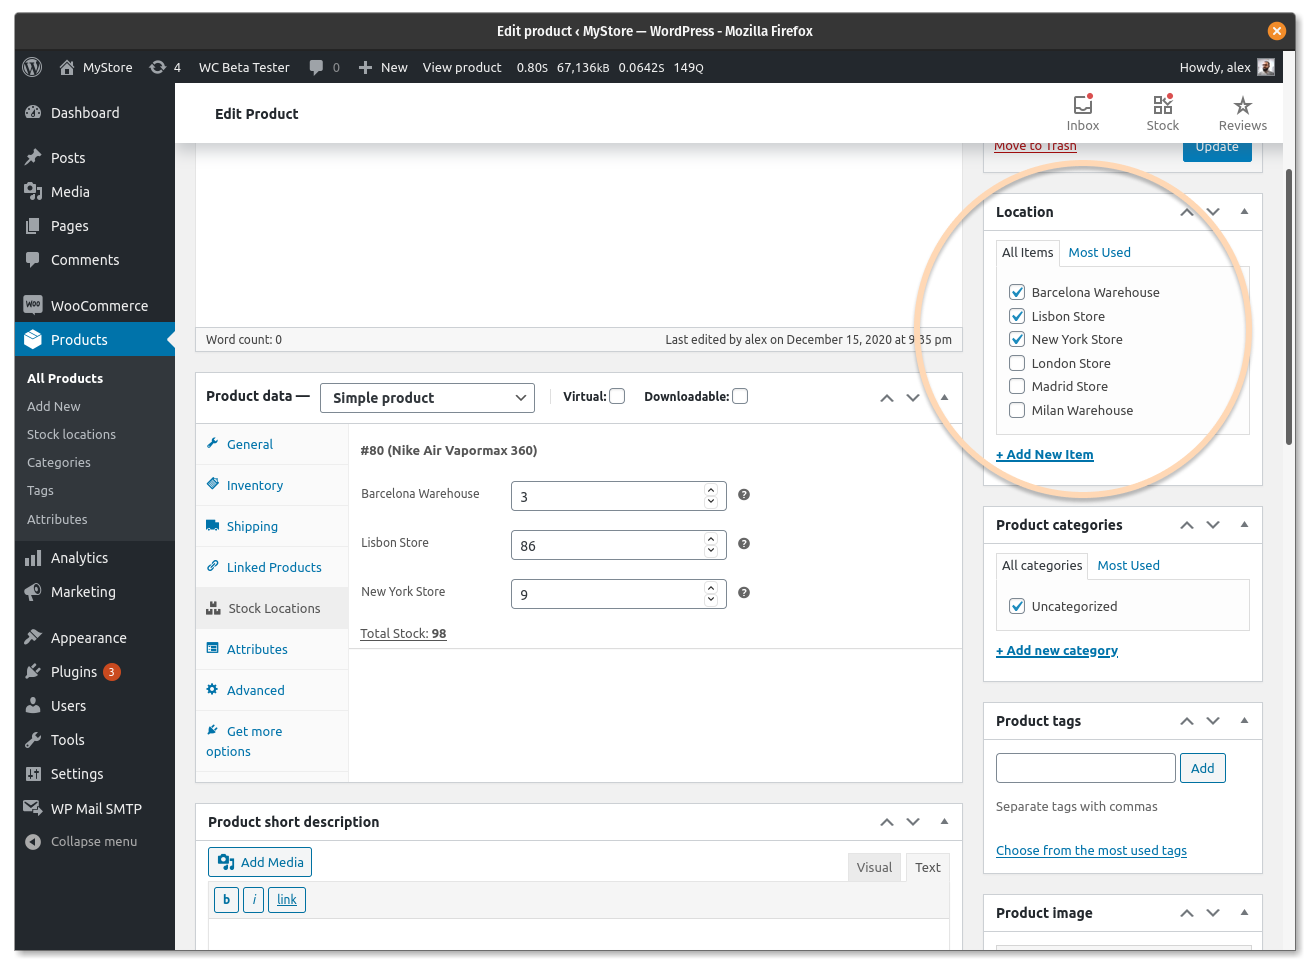 Edit product ‹ MyStore — WordPress - Mozilla Firefox
MyStore 4 WC Beta Tester 0 New View product 0.80S 67,136KB 0.0642S 149Q Howdy, alex
Dashboard
Posts
Media
Pages
Comments
WooCommerce
Products
All Products
Add New
Stock locations
Categories
Tags
Attributes
Analytics
Marketing
Appearance
Plugins 3
Users
Tools
Settings
WP Mail SMTP
Collapse menu
Edit Product
Inbox Stock Reviews
Word count: 0 Last edited by alex on December 15, 2020 at 9:35 pm
Product data — Simple product Virtual: Downloadable:
General
Inventory
Shipping
Linked Products
Stock Locations
Attributes
Advanced
Get more
options
#80 (Nike Air Vapormax 360)
Barcelona Warehouse 3
Lisbon Store 86
New York Store 9
Total Stock: 98
Product short description
Add Media
Visual Text
b i link
Move to Trash Update
Location
All Items Most Used
Barcelona Warehouse
Lisbon Store
New York Store
London Store
Madrid Store
Milan Warehouse
+ Add New Item
Product categories
All categories Most Used
Uncategorized
+ Add new category
Product tags
Add
Separate tags with commas
Choose from the most used tags
Product image